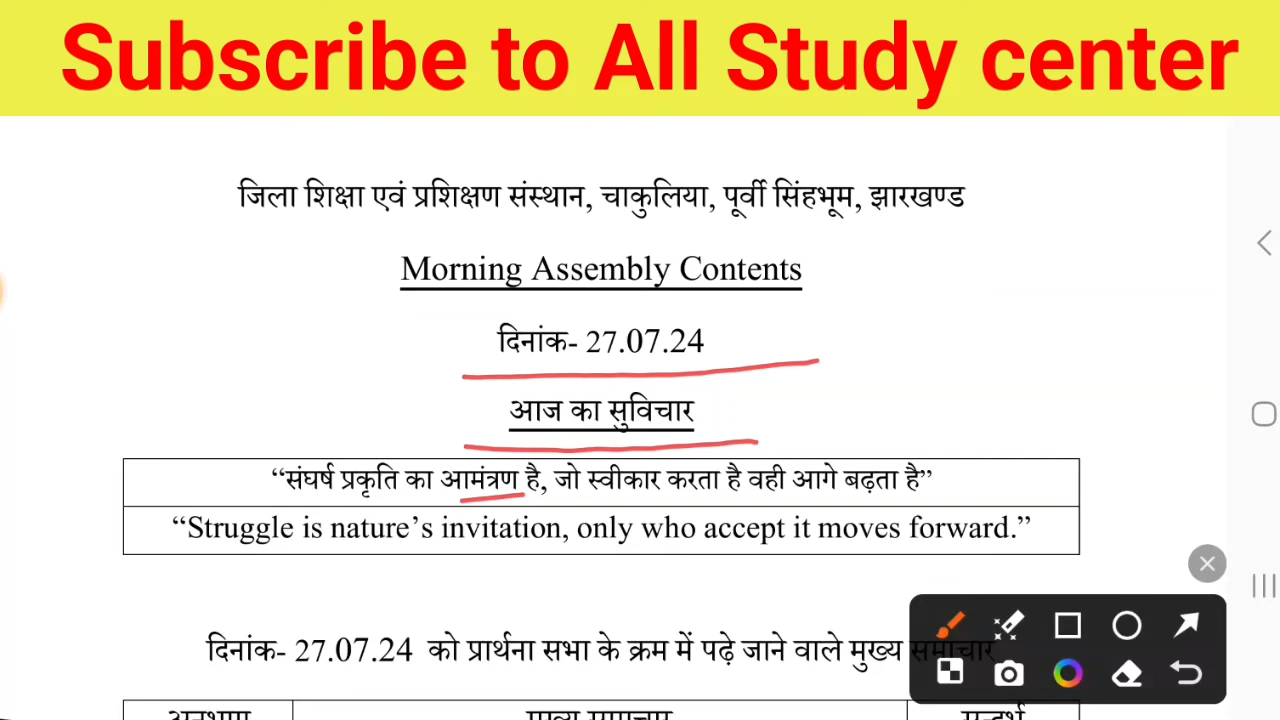 Subscribe to All Study center
जिला शिक्षा एवं प्रशिक्षण संस्थान, चाकुलिया, पूर्वी सिंहभूम, झारखण्ड
Morning Assembly Contents
दिनांक- 27.07.24
आज का सुविचार
“संघर्ष प्रकृति का आमंत्रण है, जो स्वीकार करता है वही आगे बढ़ता है”
“Struggle is nature’s invitation, only who accept it moves forward.”
दिनांक- 27.07.24 को प्रार्थना सभा के क्रम में पढ़े जाने वाले मुख्य समाचार